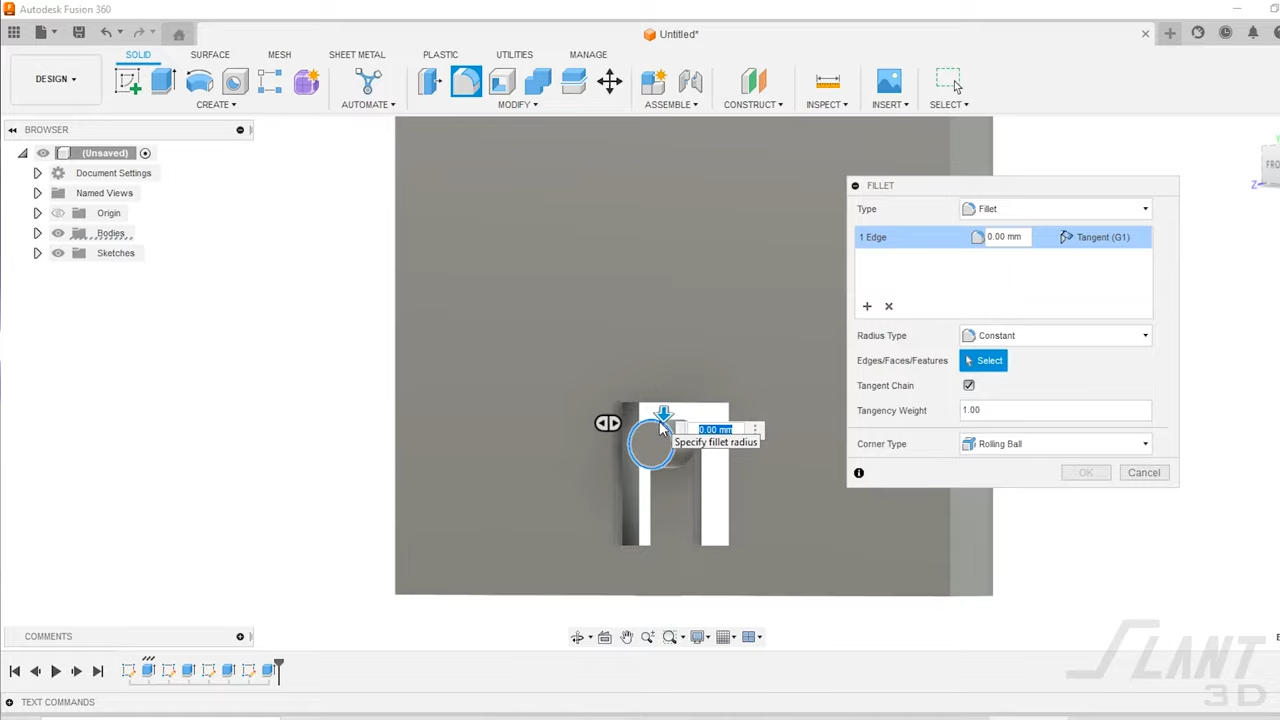 Autodesk Fusion 360
Untitled*
DESIGN
SOLID
SURFACE
MESH
SHEET METAL
PLASTIC
UTILITIES
MANAGE
CREATE
AUTOMATE
MODIFY
ASSEMBLE
CONSTRUCT
INSPECT
INSERT
SELECT
BROWSER
(Unsaved)
Document Settings
Named Views
Origin
Bodies
Sketches
Z
FILLET
Type
Fillet
1 Edge
0.00 mm
Tangent (G1)
Radius Type
Constant
Edges/Faces/Features
Select
Tangent Chain
Tangency Weight
1.00
Corner Type
Rolling Ball
OK
Cancel
0.00 mm
Specify fillet radius
COMMENTS
SLANT
3D
TEXT COMMANDS